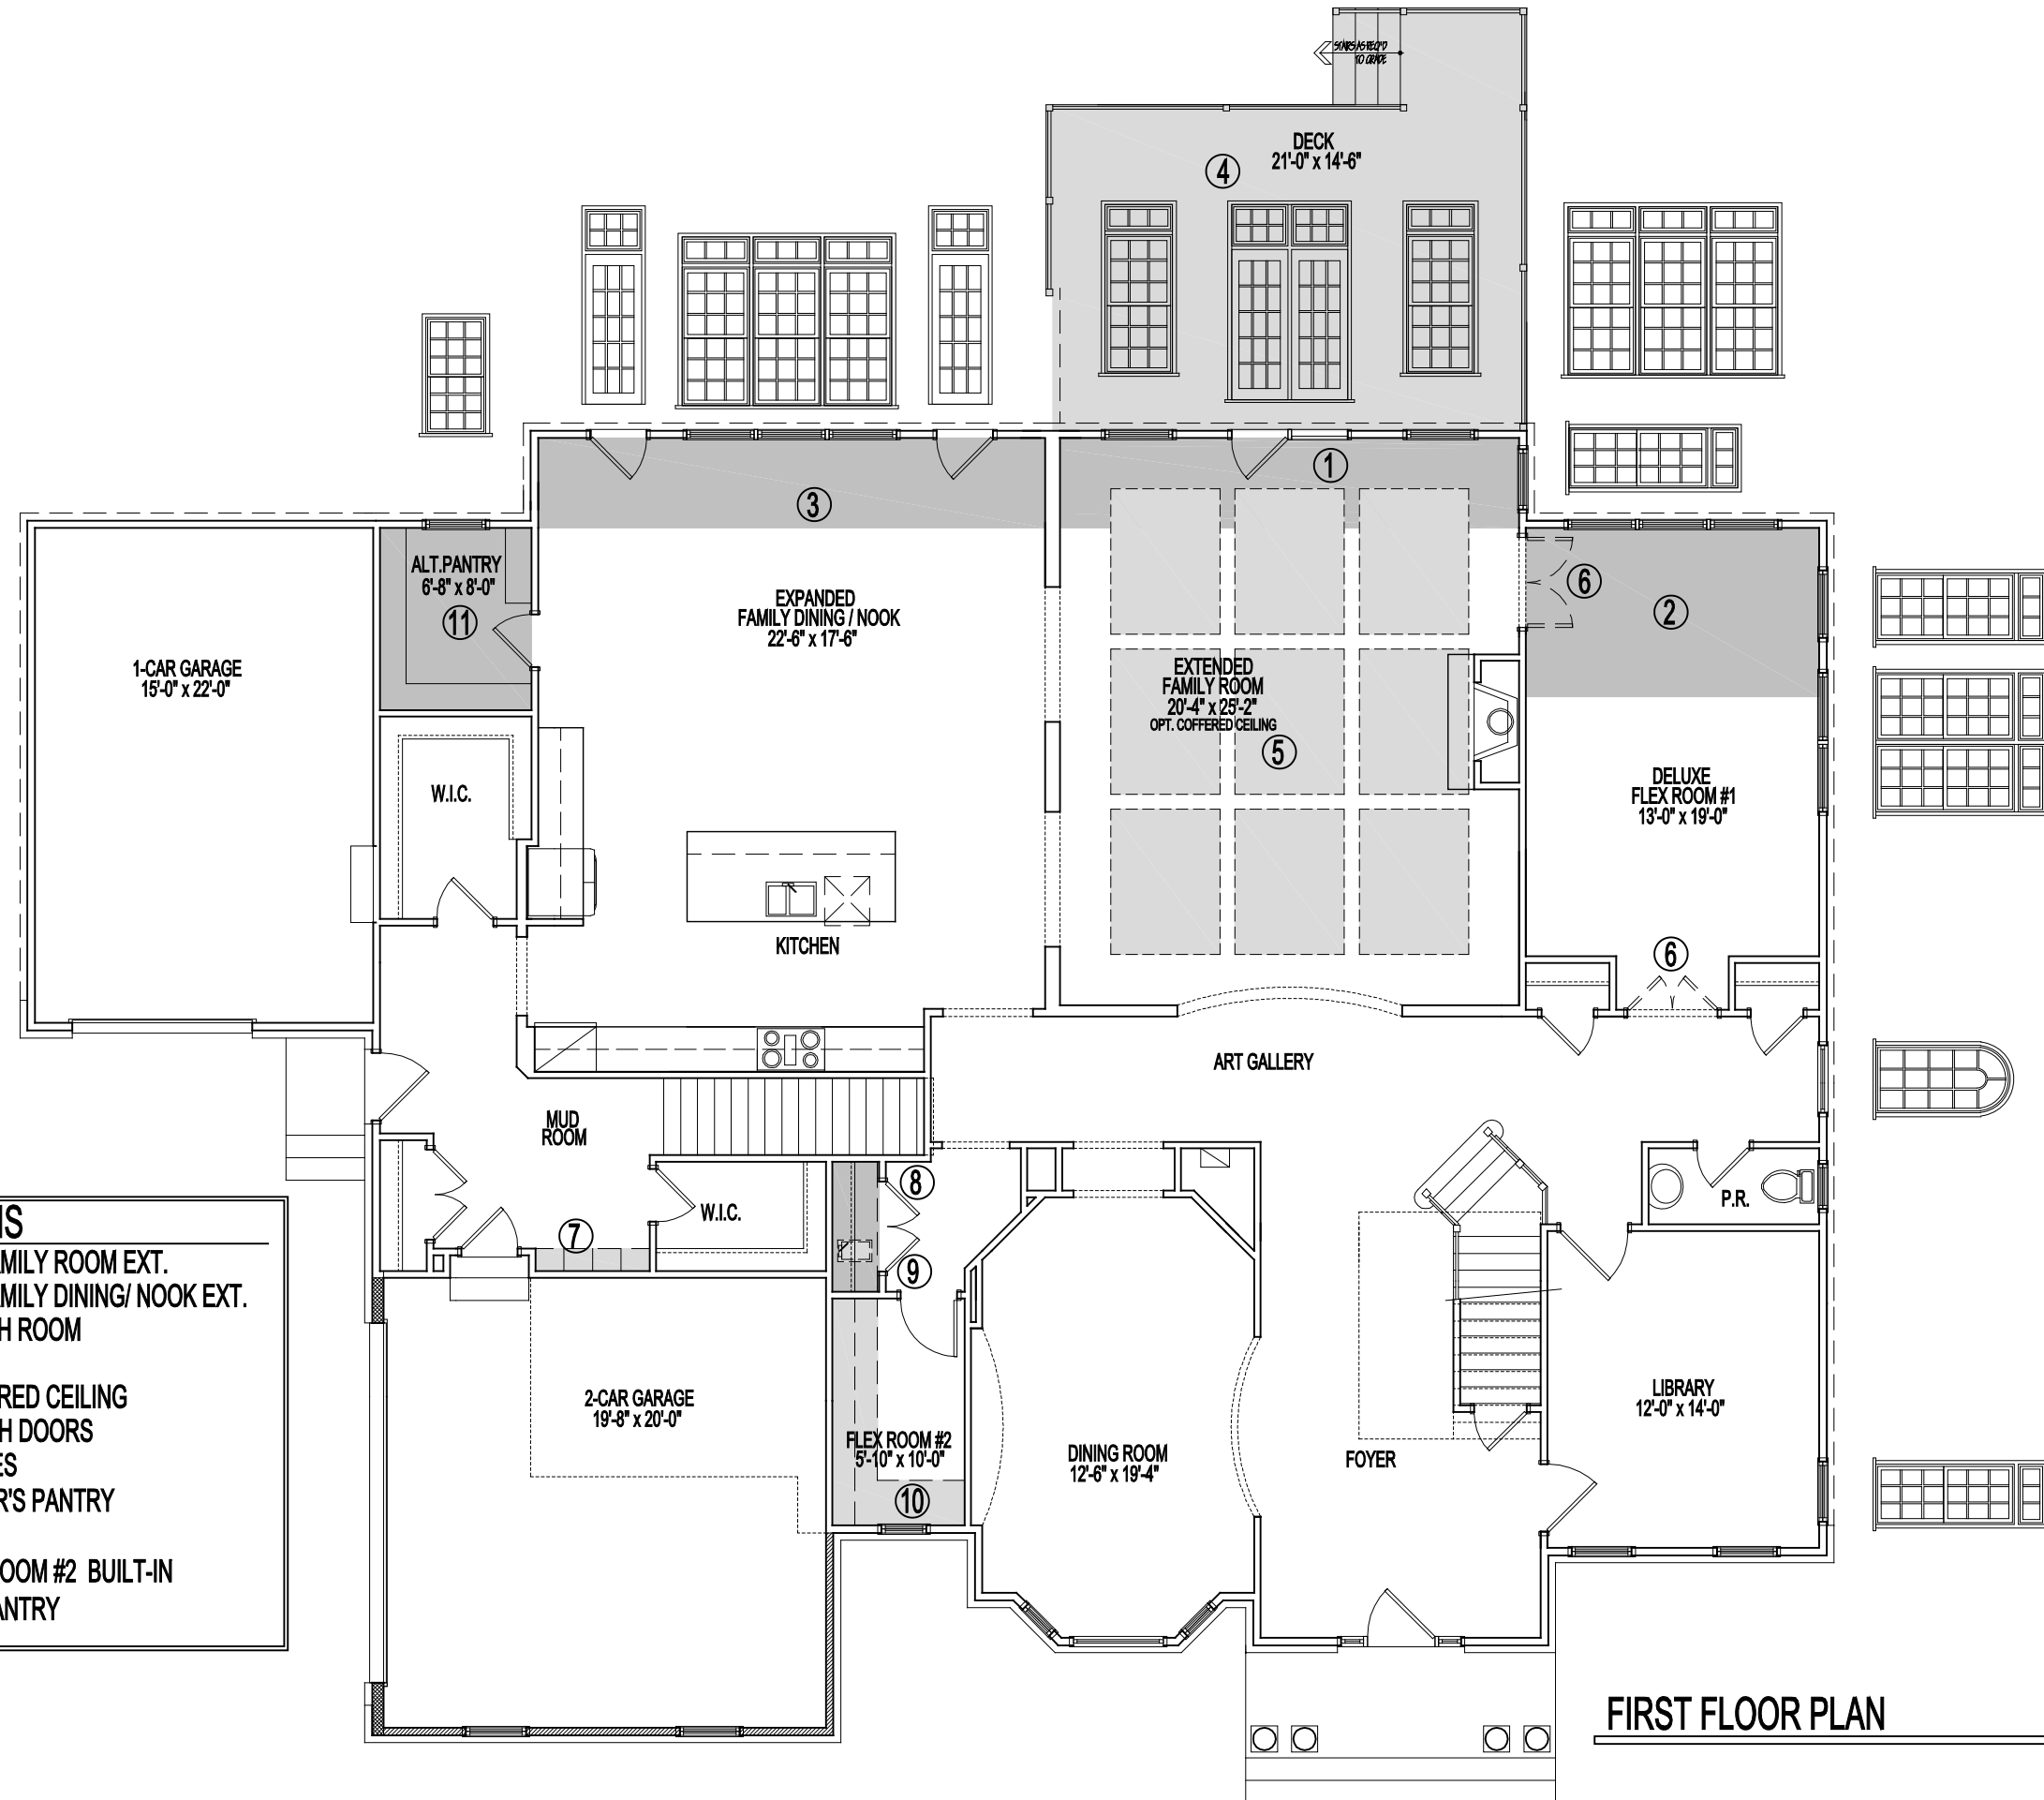 STAIRS AS REQ'D
TO GRADE
DECK
21'-0" x 14'-6"
4
3
1
ALT.PANTRY
6'-8" x 8'-0"
11
EXPANDED
FAMILY DINING / NOOK
22'-6" x 17'-6"
6
2
1-CAR GARAGE
15'-0" x 22'-0"
EXTENDED
FAMILY ROOM
20'-4" x 25'-2"
OPT. COFFERED CEILING
5
W.I.C.
DELUXE
FLEX ROOM #1
13'-0" x 19'-0"
KITCHEN
6
ART GALLERY
MUD
ROOM
8
W.I.C.
P.R.
7
9
2-CAR GARAGE
19'-8" x 20'-0"
LIBRARY
12'-0" x 14'-0"
FLEX ROOM #2
5'-10" x 10'-0"
10
DINING ROOM
12'-6" x 19'-4"
FOYER
MILY ROOM EXT.
MILY DINING/ NOOK EXT.
H ROOM
RED CEILING
H DOORS
ES
R'S PANTRY
OOM #2 BUILT-IN
ANTRY
FIRST FLOOR PLAN